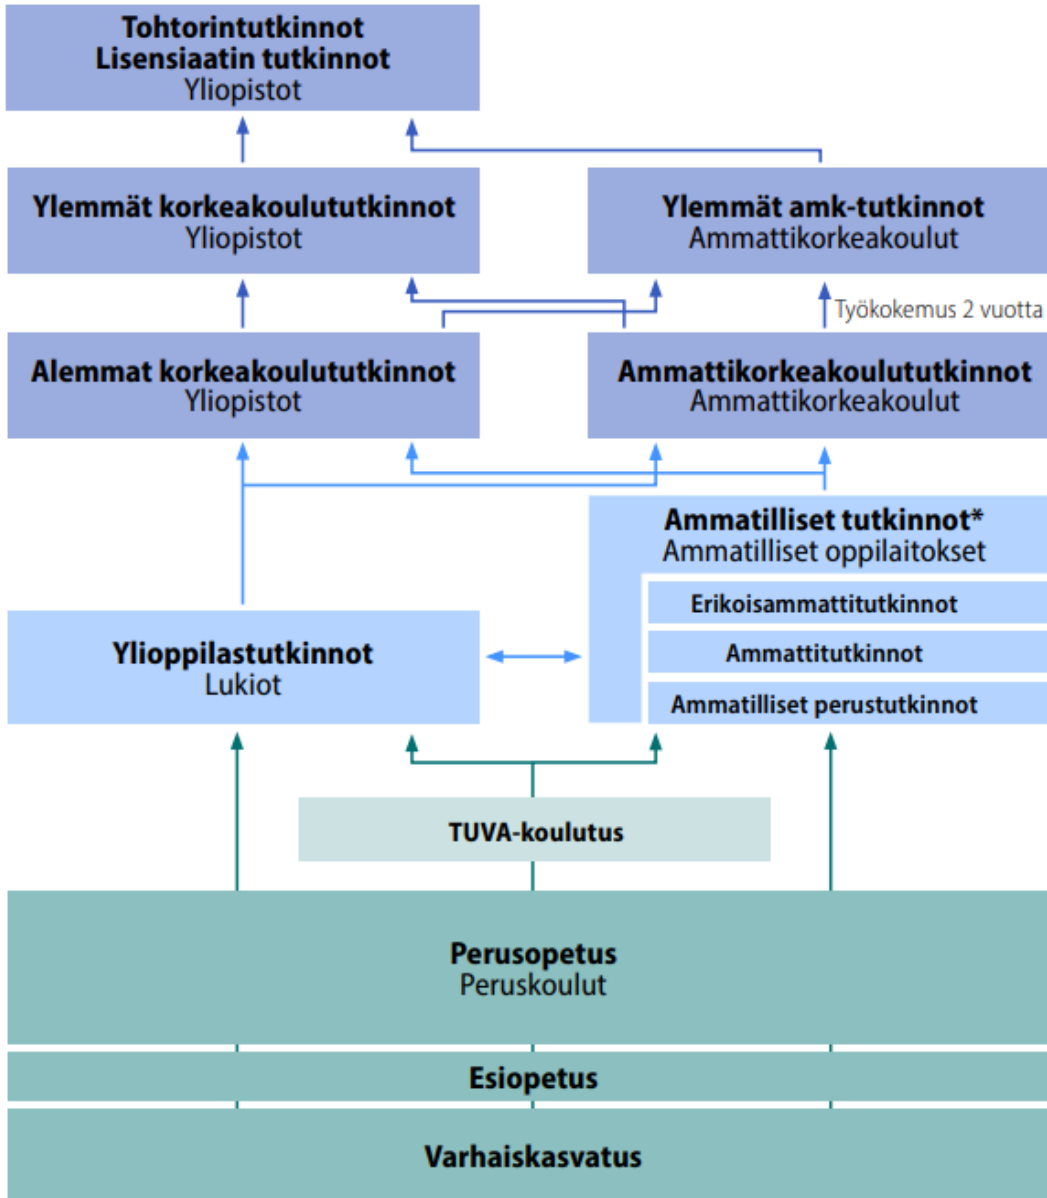 Tohtorintutkinnot
Lisensiaatin tutkinnot
Yliopistot
Ylemmät korkeakoulututkinnot
Yliopistot
Ylemmät amk-tutkinnot
Ammattikorkeakoulut
Työkokemus 2 vuotta
Alemmat korkeakoulututkinnot
Yliopistot
Ammattikorkeakoulututkinnot
Ammattikorkeakoulut
Ammatilliset tutkinnot*
Ammatilliset oppilaitokset
Erikoisammattitutkinnot
Ammattitutkinnot
Ammatilliset perustutkinnot
Ylioppilastutkinnot
Lukiot
TUVA-koulutus
Perusopetus
Peruskoulut
Esiopetus
Varhaiskasvatus